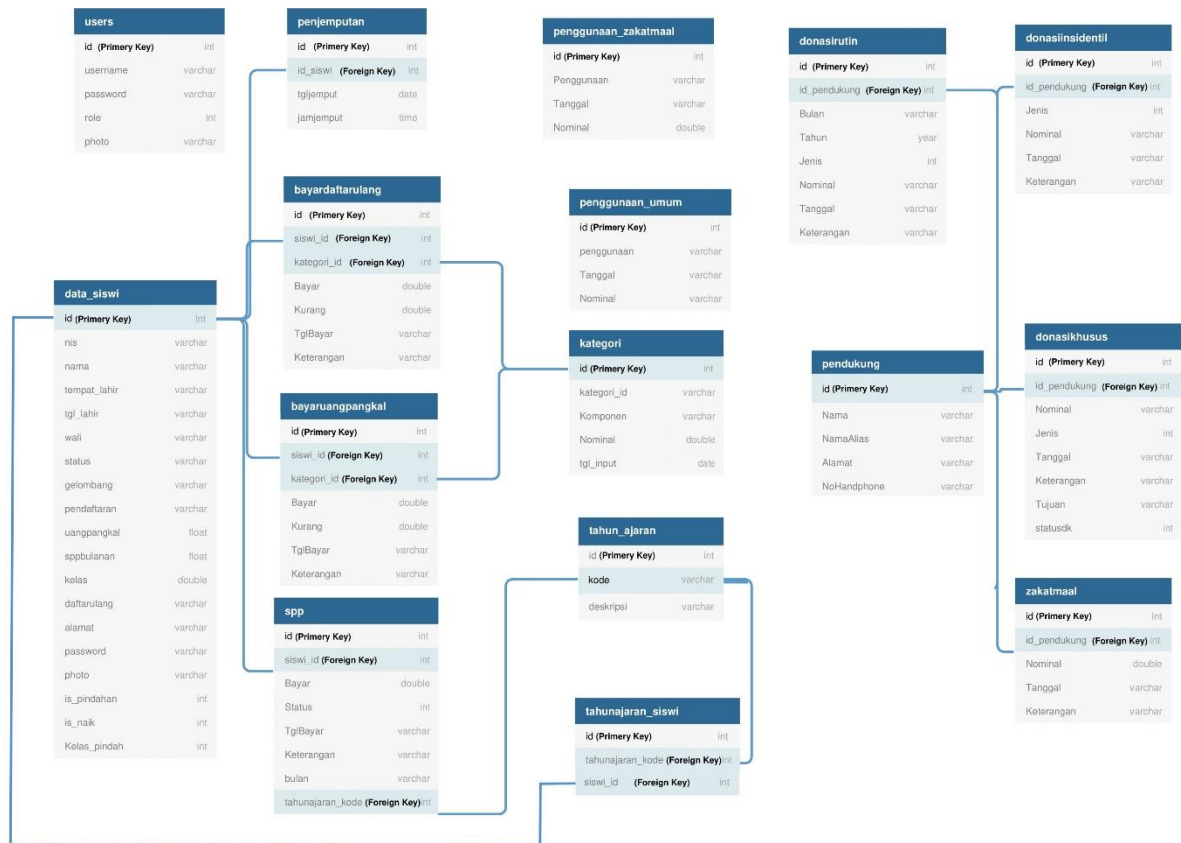 users
id (Primery Key) int
username varchar
password varchar
role int
photo varchar
penjemputan
id (Primery Key) int
id_siswi (Foreign Key) int
tgljemput date
jamjemput time
penggunaan_zakatmaal
id (Primery Key) int
Penggunaan varchar
Tanggal varchar
Nominal double
donasirutin
id (Primery Key) int
id_pendukung (Foreign Key) int
Bulan varchar
Tahun year
Jenis int
Nominal varchar
Tanggal varchar
Keterangan varchar
donasiinsidentil
id (Primery Key) int
id_pendukung (Foreign Key) int
Jenis int
Nominal varchar
Tanggal varchar
Keterangan varchar
bayardaftarulang
id (Primery Key) int
siswi_id (Foreign Key) int
kategori_id (Foreign Key) int
Bayar double
Kurang double
TglBayar varchar
Keterangan varchar
penggunaan_umum
id (Primery Key) int
penggunaan varchar
Tanggal varchar
Nominal varchar
data_siswi
id (Primery Key) Int
nis varchar
nama varchar
tempat_lahir varchar
tgl_lahir varchar
wali varchar
status varchar
gelombang varchar
pendaftaran varchar
uangpangkal float
sppbulanan float
kelas double
daftarulang varchar
alamat varchar
password varchar
photo varchar
is_pindahan int
is_naik int
Kelas_pindah int
bayaruangpangkal
id (Primery Key) int
siswi_id (Foreign Key) int
kategori_id (Foreign Key) int
Bayar double
Kurang double
TglBayar varchar
Keterangan varchar
kategori
id (Primery Key) int
kategori_id varchar
Komponen varchar
Nominal double
tgl_input date
pendukung
id (Primery Key) int
Nama varchar
NamaAlias varchar
Alamat varchar
NoHandphone varchar
donasikhusus
id (Primery Key) int
id_pendukung (Foreign Key) int
Nominal varchar
Jenis int
Tanggal varchar
Keterangan varchar
Tujuan varchar
statusdk int
spp
id (Primery Key) int
siswi_id (Foreign Key) int
Bayar double
Status int
TglBayar varchar
Keterangan varchar
bulan varchar
tahunajaran_kode (Foreign Key) int
tahun_ajaran
id (Primery Key) int
kode varchar
deskripsi varchar
tahunajaran_siswi
id (Primery Key) int
tahunajaran_kode (Foreign Key) int
siswi_id (Foreign Key) int
zakatmaal
id (Primery Key) int
id_pendukung (Foreign Key) int
Nominal double
Tanggal varchar
Keterangan varchar